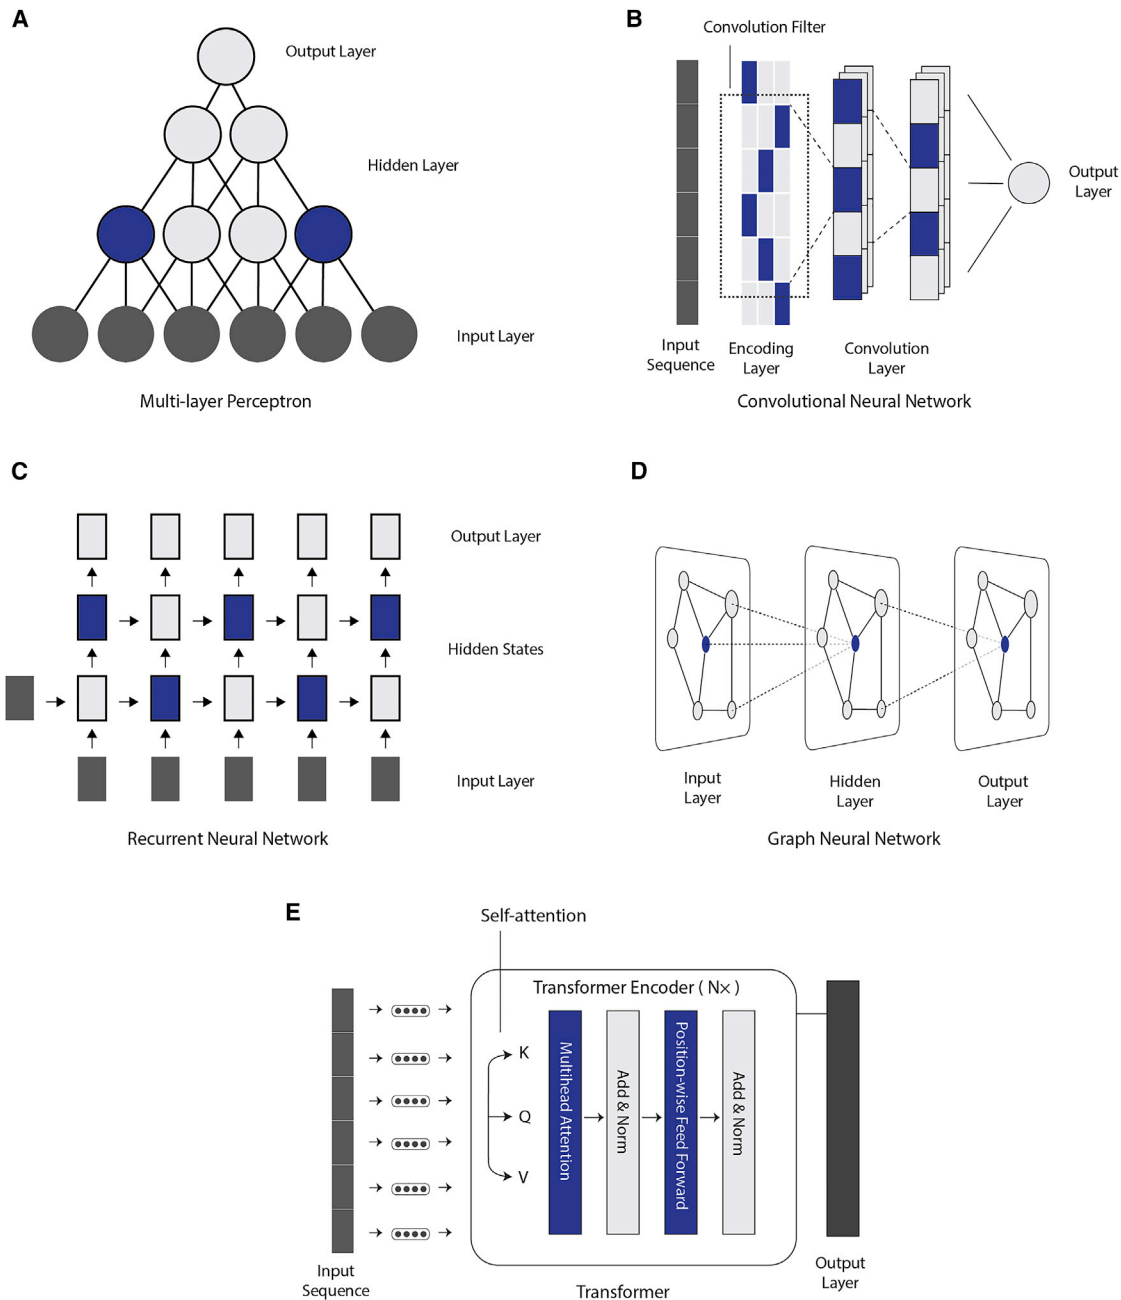 A
Output Layer
Hidden Layer
Input Layer
Multi-layer Perceptron
B
Convolution Filter
Output
Layer
Input
Sequence
Encoding
Layer
Convolution
Layer
Convolutional Neural Network
C
Output Layer
Hidden States
Input Layer
Recurrent Neural Network
D
Input
Layer
Hidden
Layer
Output
Layer
Graph Neural Network
E
Self-attention
Transformer Encoder ( N× )
K
Q
V
Multihead Attention
Add & Norm
Position-wise Feed Forward
Add & Norm
Input
Sequence
Transformer
Output
Layer